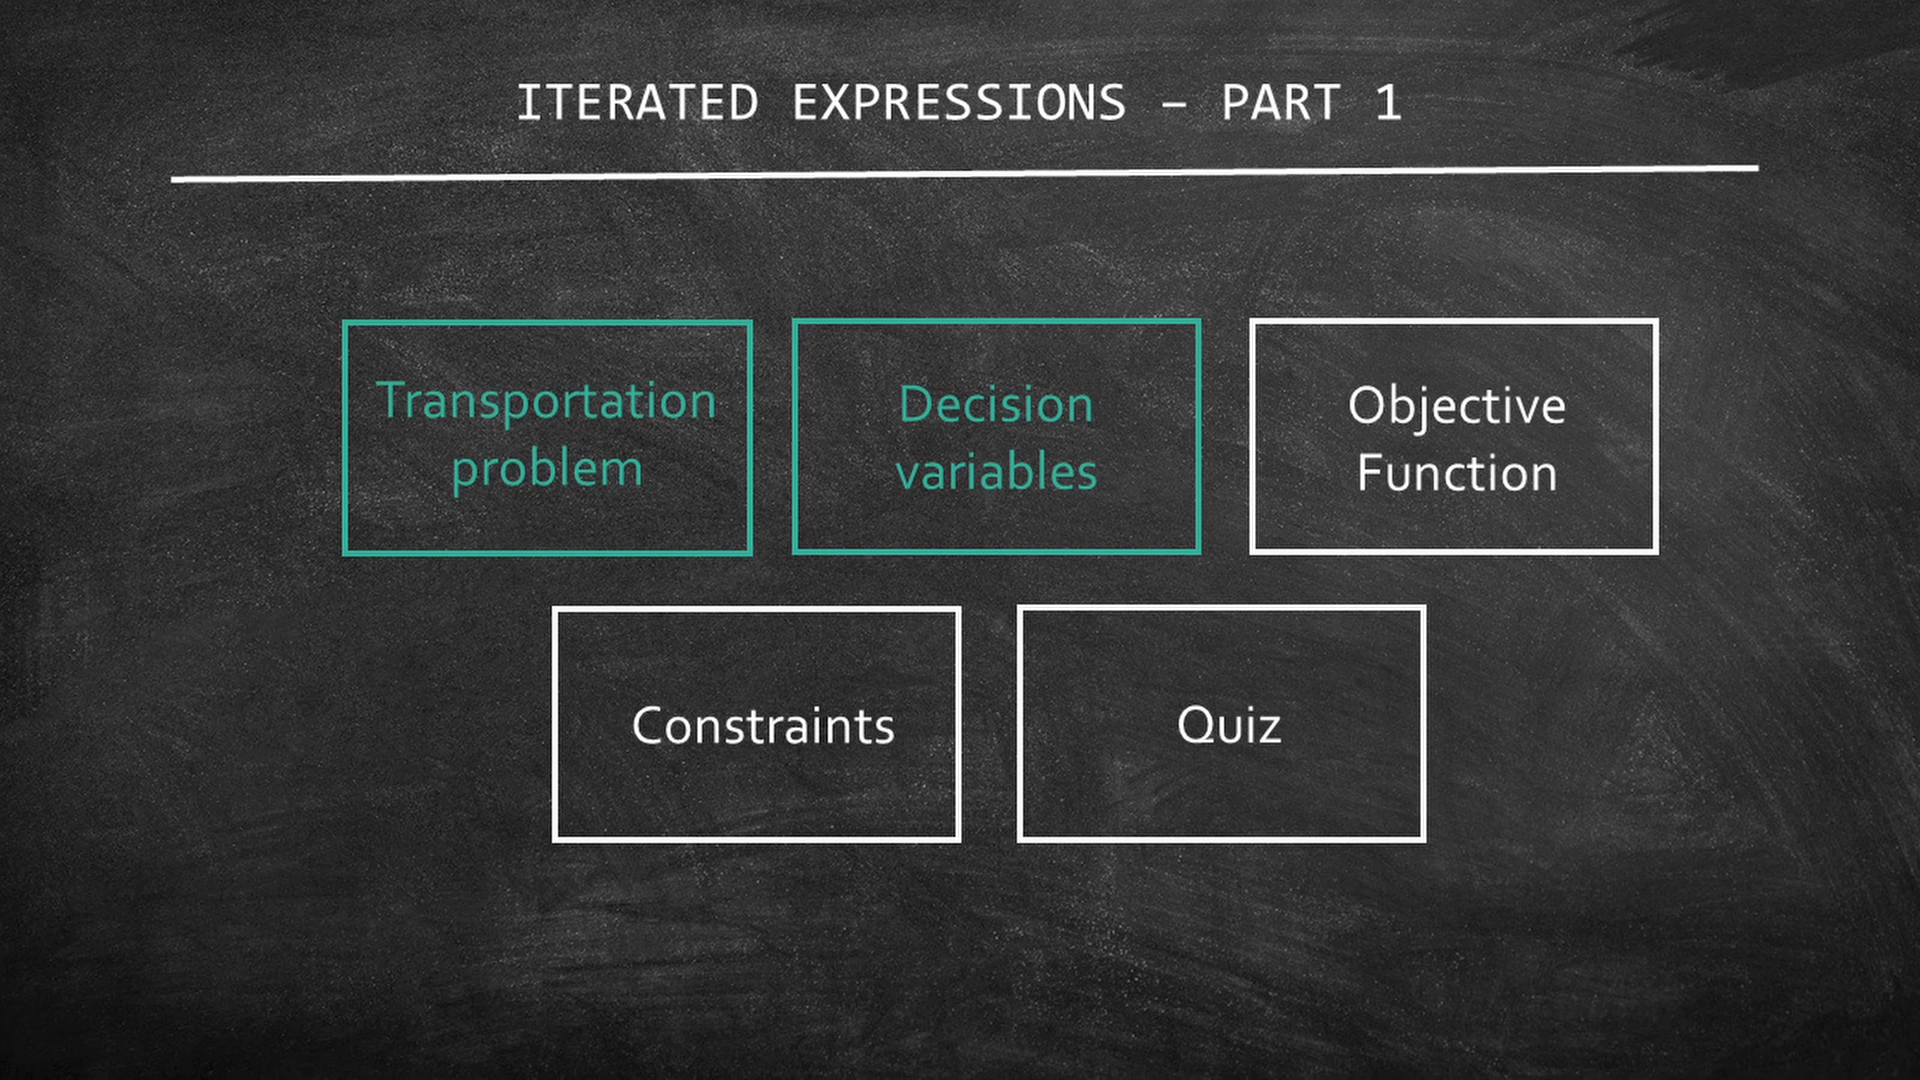 ITERATED EXPRESSIONS – PART 1
Transportation
problem
Decision
variables
Objective
Function
Constraints
Quiz